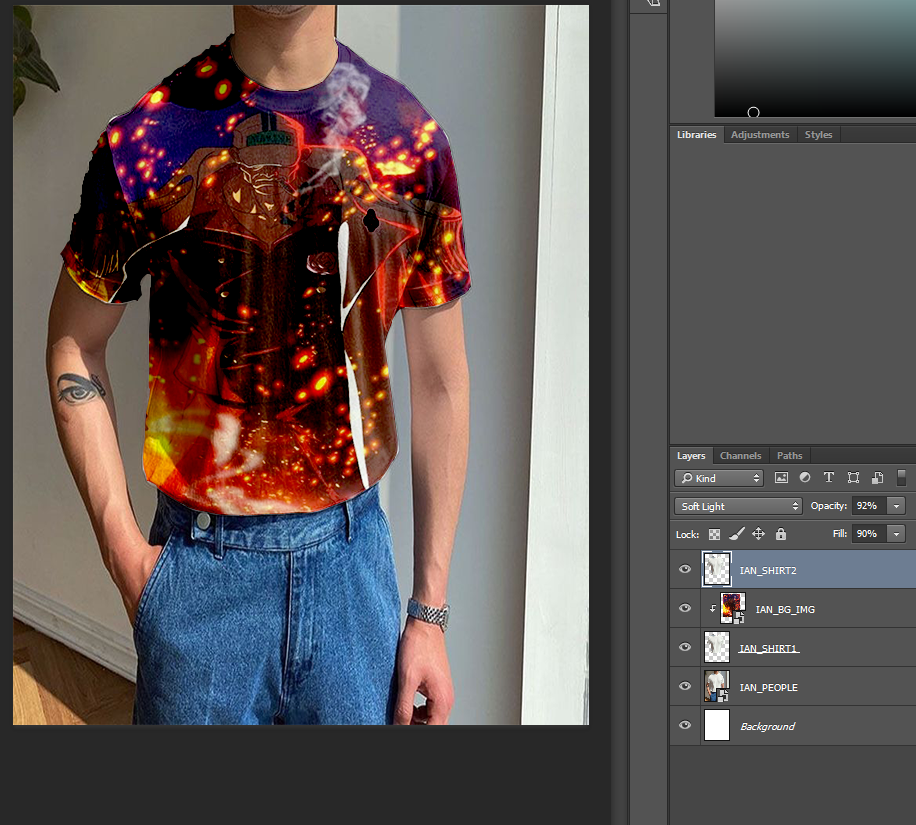 Libraries Adjustments Styles
Layers Channels Paths
Kind
Soft Light Opacity: 92%
Lock: Fill: 90%
IAN_SHIRT2
IAN_BG_IMG
IAN_SHIRT1
IAN_PEOPLE
Background